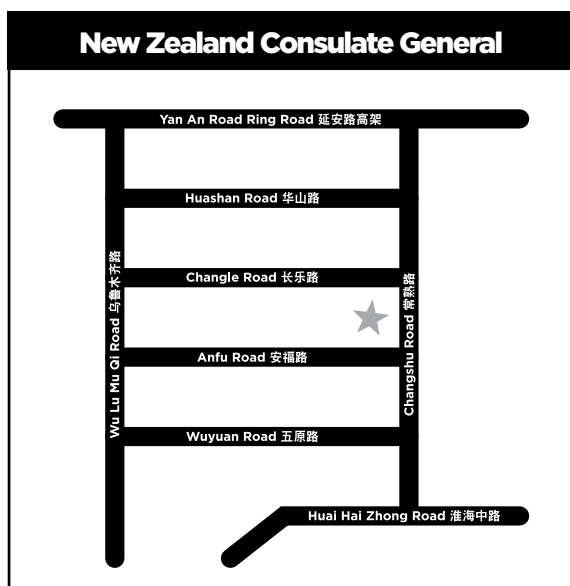 New Zealand Consulate General
Yan An Road Ring Road 延安路高架
Huashan Road 华山路
Changle Road 长乐路
Wu Lu Mu Qi Road 乌鲁木齐路
Changshu Road 常熟路
Anfu Road 安福路
Wuyuan Road 五原路
Huai Hai Zhong Road 淮海中路